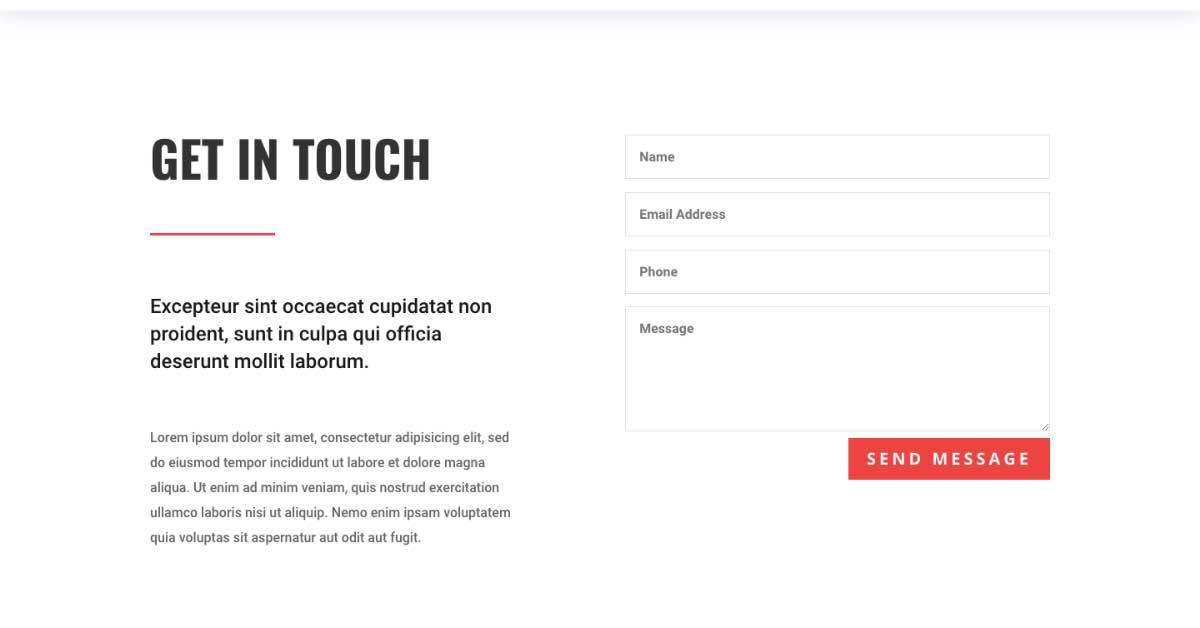 GET IN TOUCH
Excepteur sint occaecat cupidatat non
proident, sunt in culpa qui officia
deserunt mollit laborum.
Lorem ipsum dolor sit amet, consectetur adipisicing elit, sed
do eiusmod tempor incididunt ut labore et dolore magna
aliqua. Ut enim ad minim veniam, quis nostrud exercitation
ullamco laboris nisi ut aliquip. Nemo enim ipsam voluptatem
quia voluptas sit aspernatur aut odit aut fugit.
Name
Email Address
Phone
Message
SEND MESSAGE